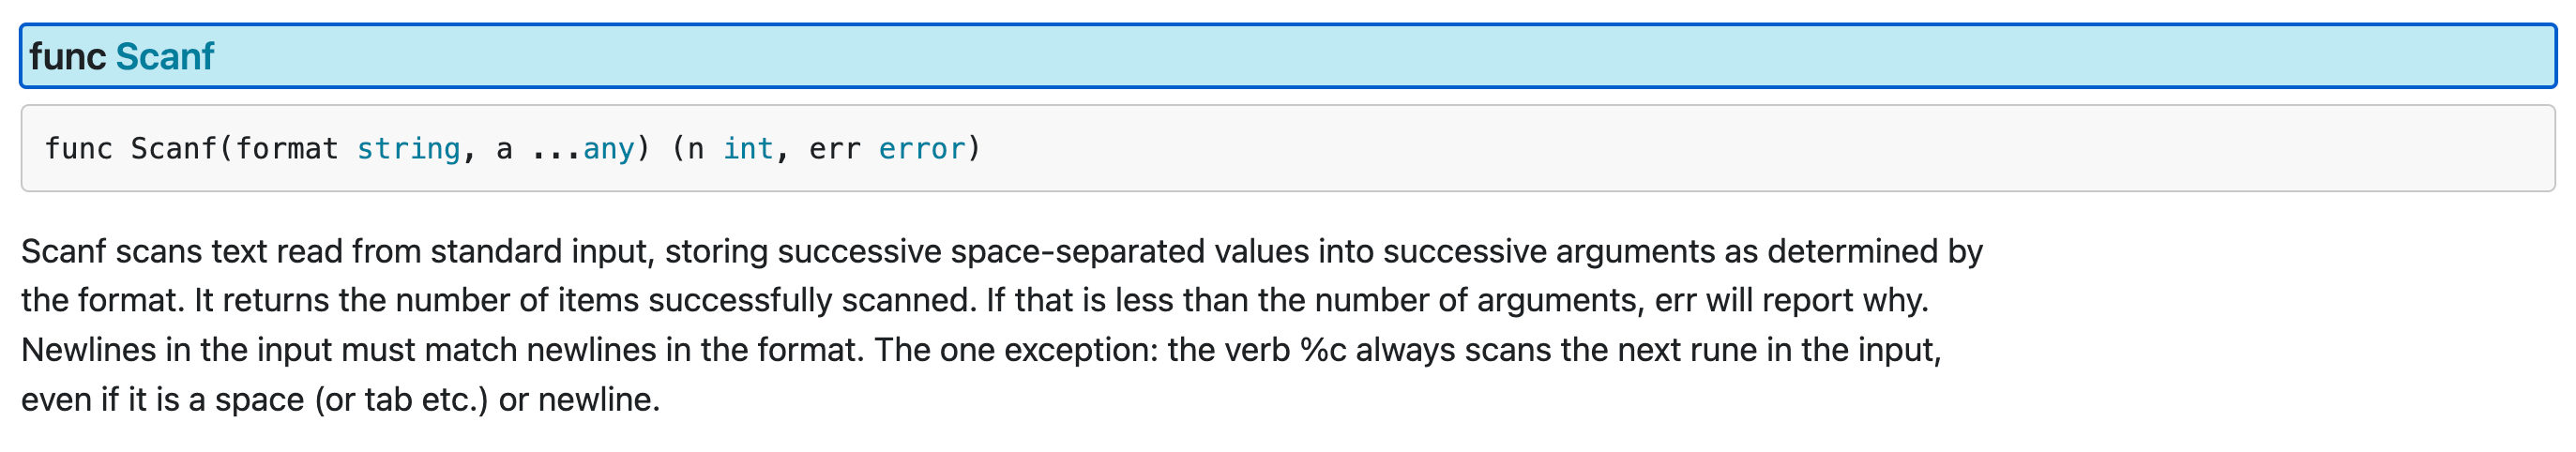 func Scanf
func Scanf(format string, a ...any) (n int, err error)
Scanf scans text read from standard input, storing successive space-separated values into successive arguments as determined by
the format. It returns the number of items successfully scanned. If that is less than the number of arguments, err will report why.
Newlines in the input must match newlines in the format. The one exception: the verb %c always scans the next rune in the input,
even if it is a space (or tab etc.) or newline.